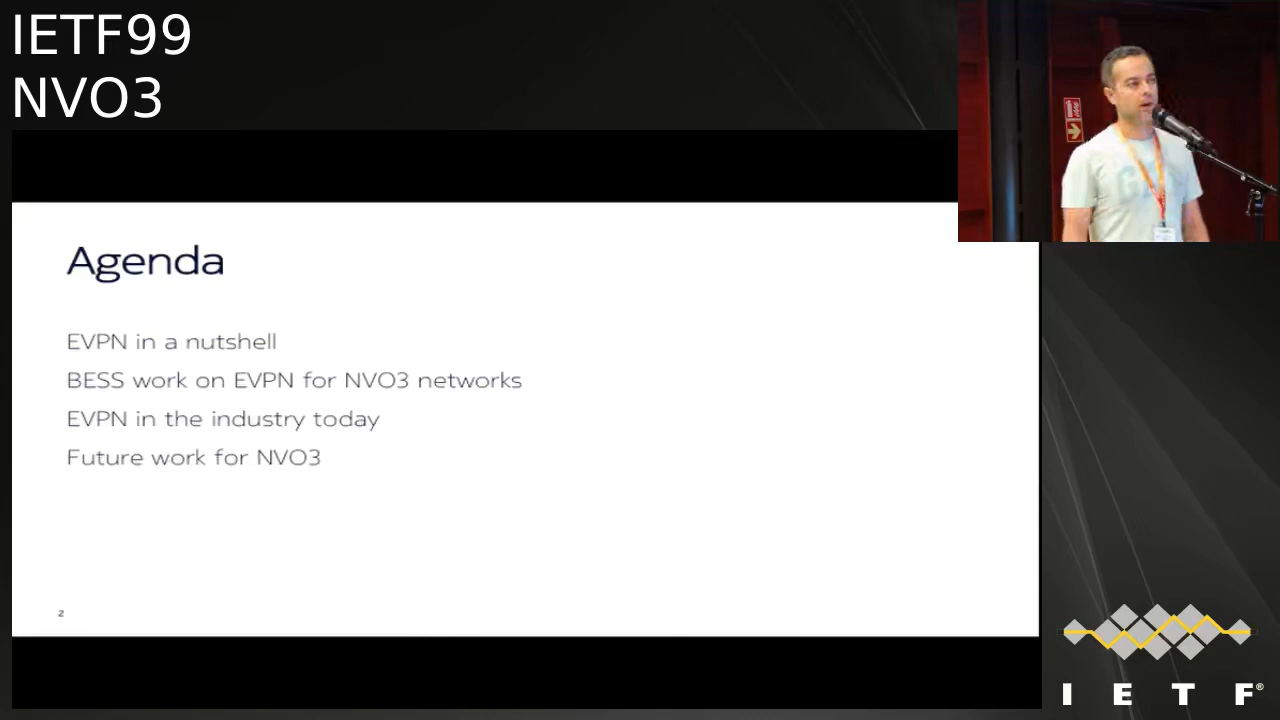 IETF99
NVO3
Agenda
EVPN in a nutshell
BESS work on EVPN for NVO3 networks
EVPN in the industry today
Future work for NVO3
2
I E T F®